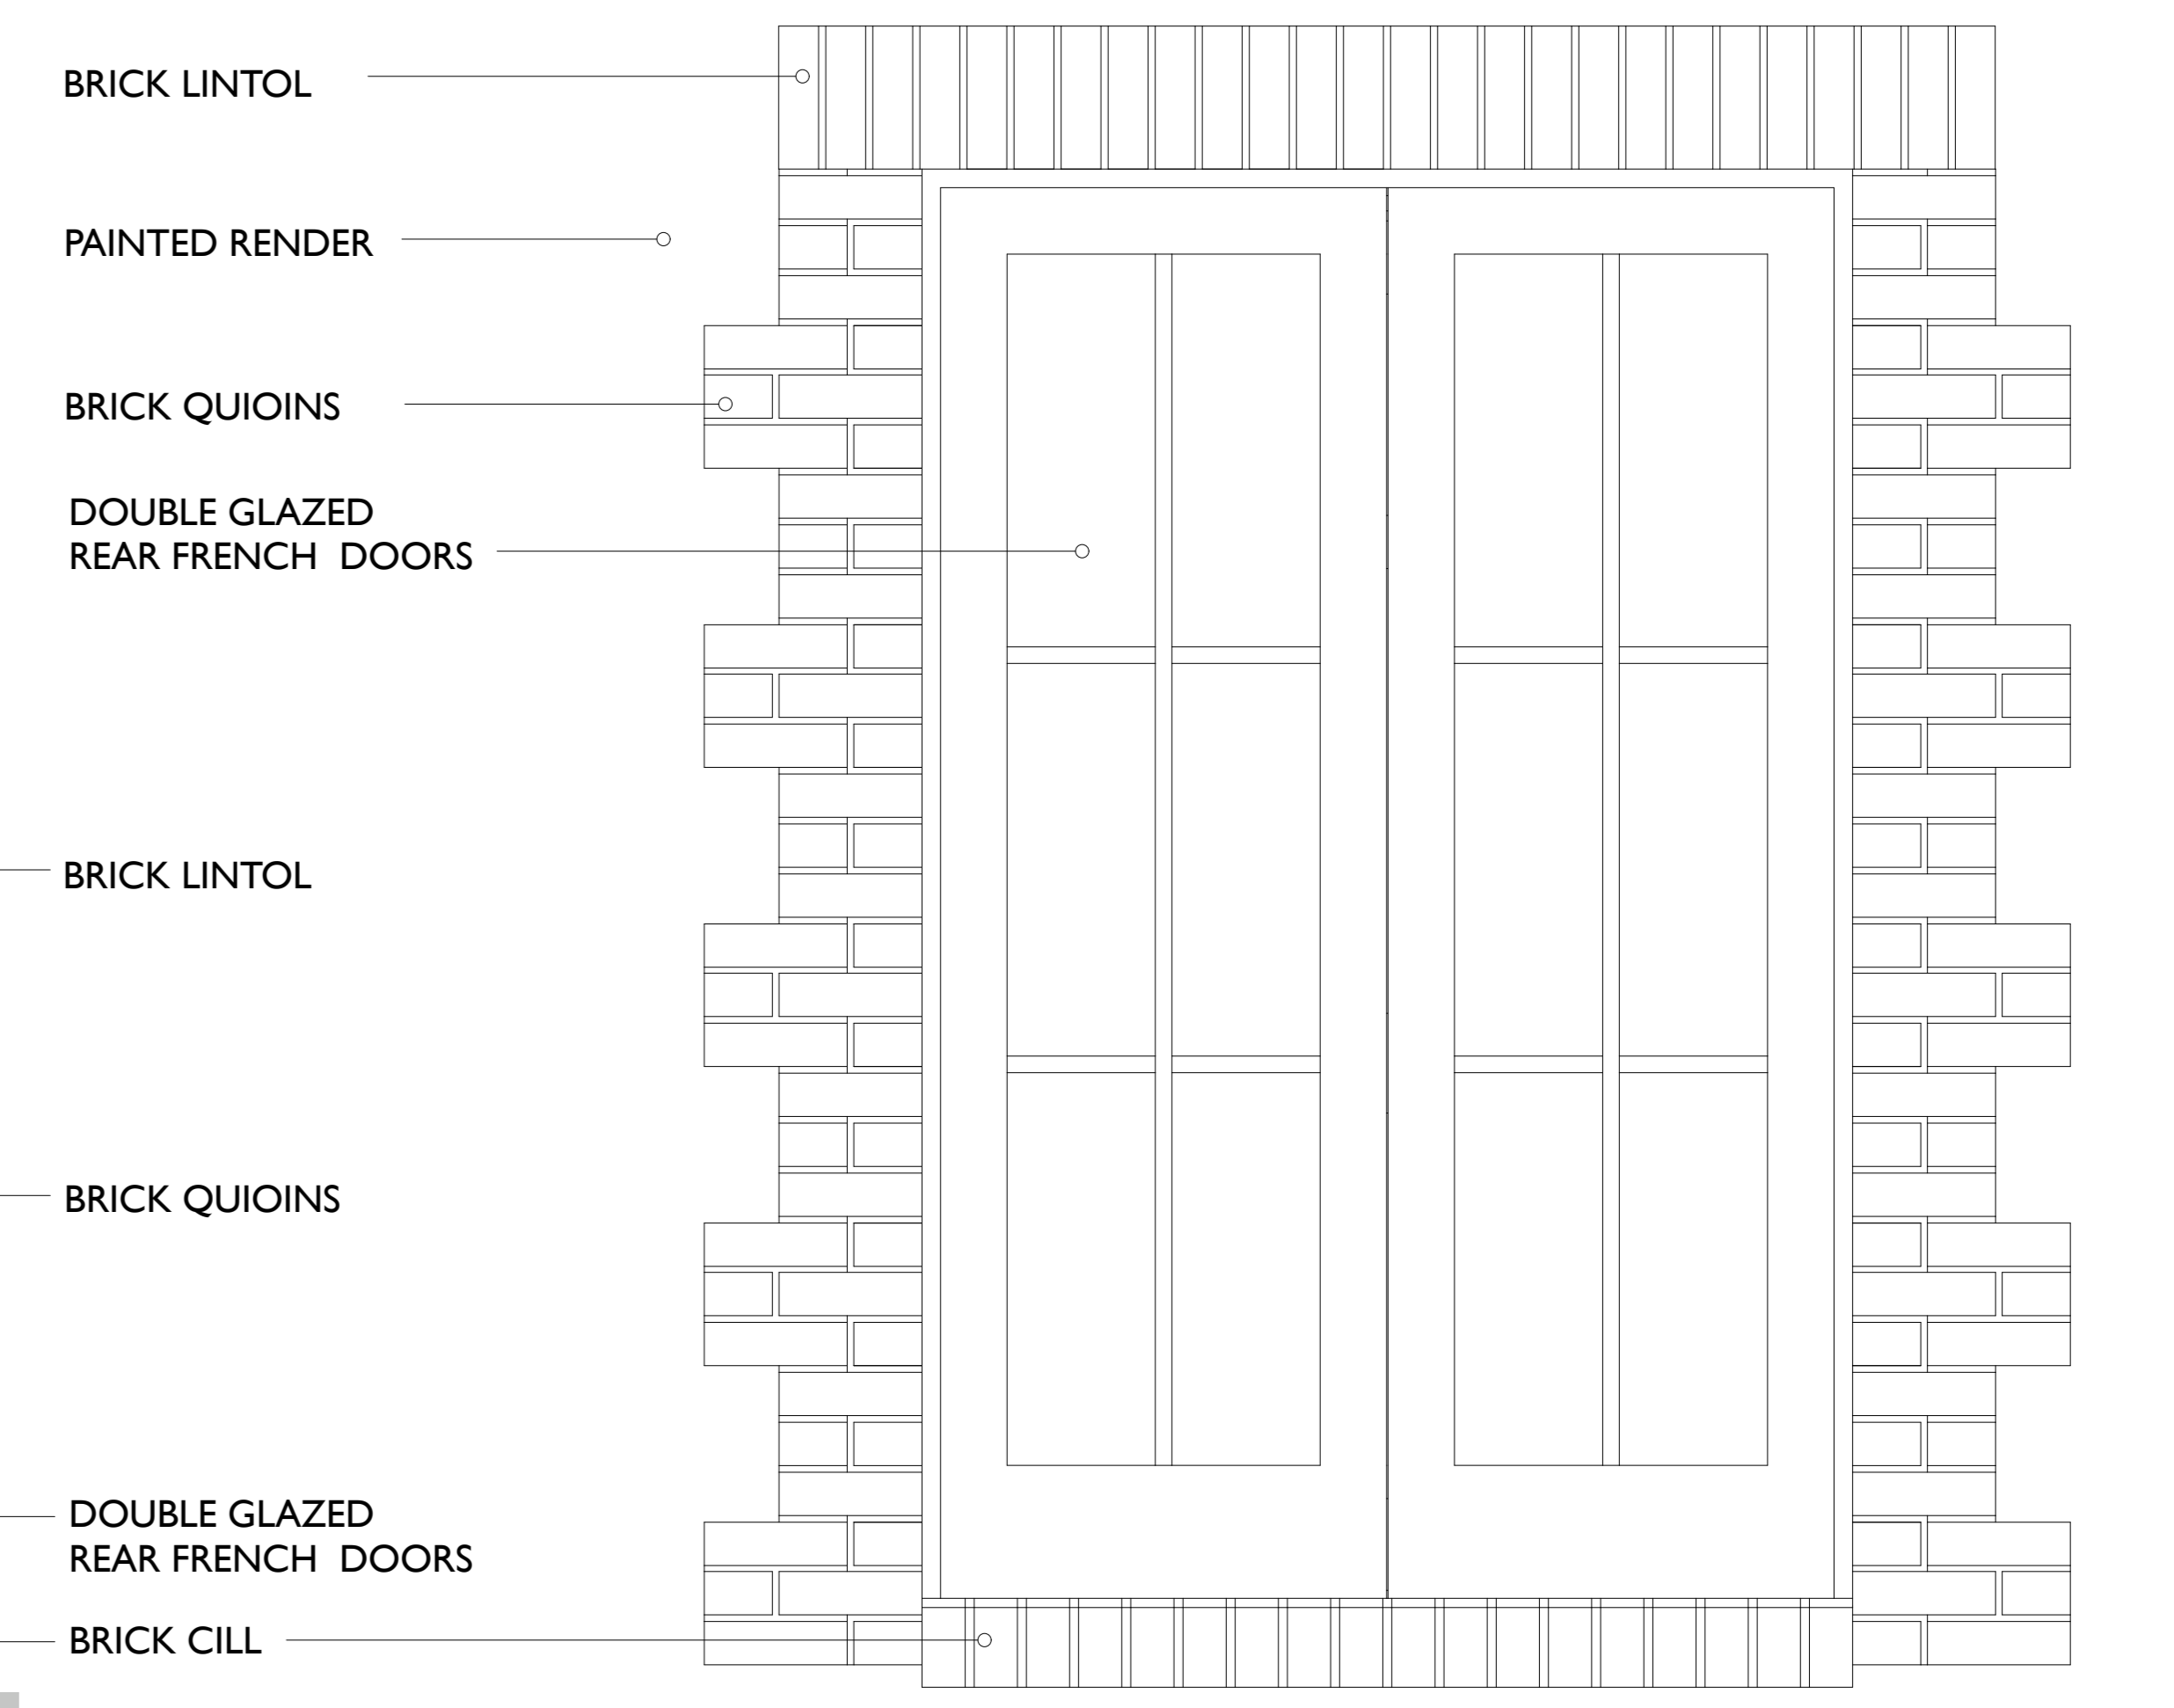 BRICK LINTOL
PAINTED RENDER
BRICK QUIOINS
DOUBLE GLAZED
REAR FRENCH DOORS
BRICK LINTOL
BRICK QUIOINS
DOUBLE GLAZED
REAR FRENCH DOORS
BRICK CILL